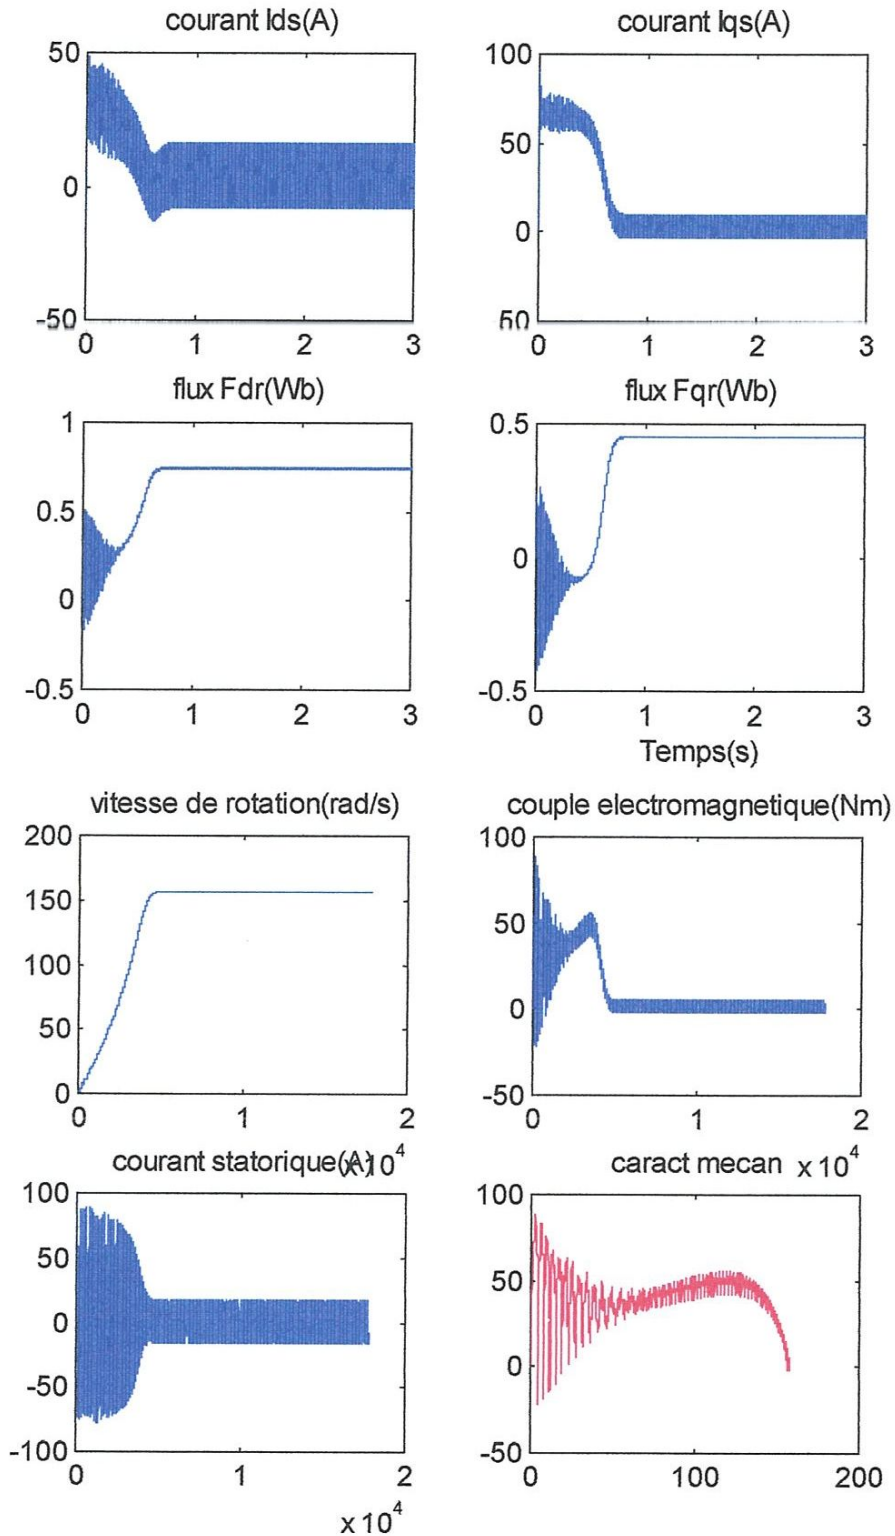 courant Ids(A)
courant Iqs(A)
50
0
-50
0 1 2 3
100
50
0
50
0 1 2 3
flux Fdr(Wb)
flux Fqr(Wb)
1
0.5
0
-0.5
0 1 2 3
0.5
0
-0.5
0 1 2 3
Temps(s)
vitesse de rotation(rad/s)
couple electromagnetique(Nm)
200
150
100
50
0
0 1 2
x 10^4
100
50
0
-50
0 1 2
x 10^4
courant statorique(A)
caract mecan
100
50
0
-50
-100
0 1 2
x 10^4
100
50
0
-50
0 100 200